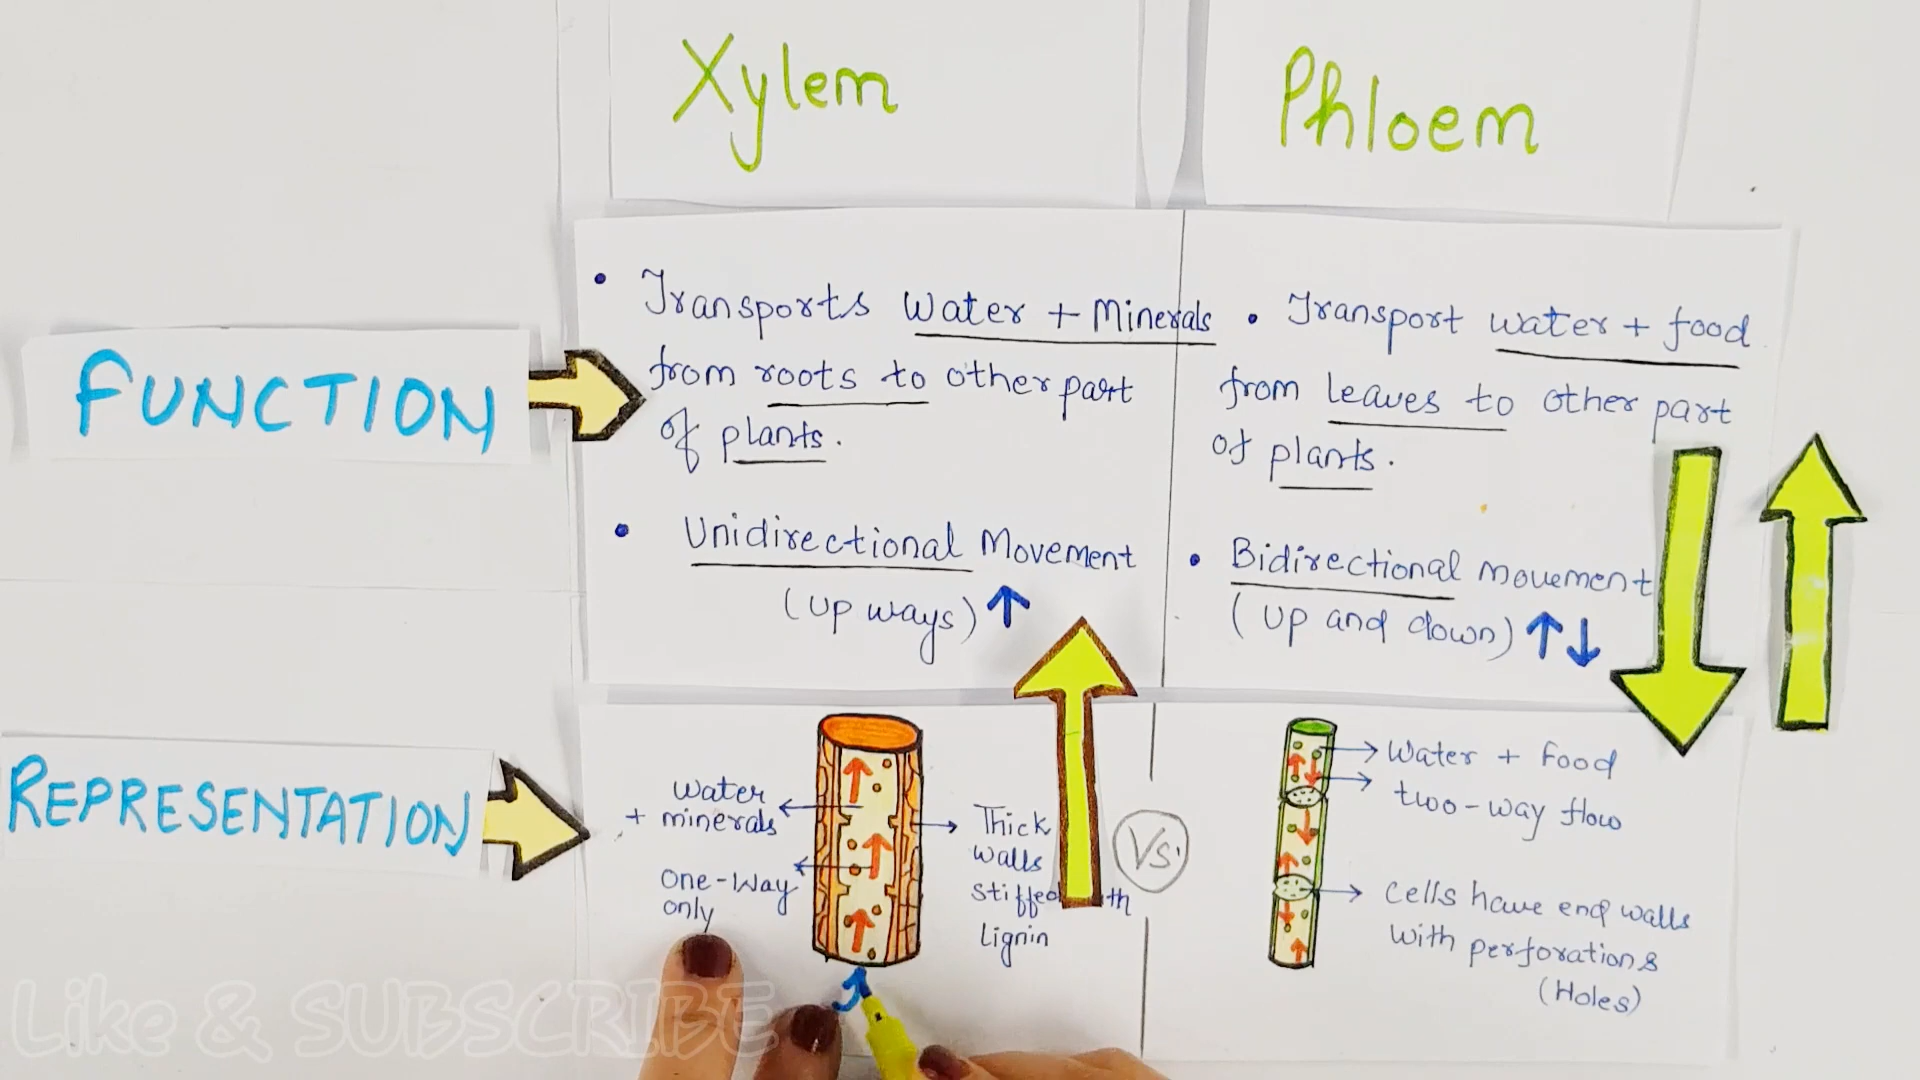 Xylem
Phloem
FUNCTION
• Transports Water + Minerals
from roots to other part
of plants.
• Unidirectional Movement
(up ways) ↑
• Transport water + food
from leaves to other part
of plants.
• Bidirectional movement
(up and down) ↑↓
REPRESENTATION
Water
+ minerals
One-Way
only
Thick
walls
Lignin
Vs.
Water + Food
two-way flow
Cells have end walls
with perforations
(Holes)
Like & SUBSCRIBE